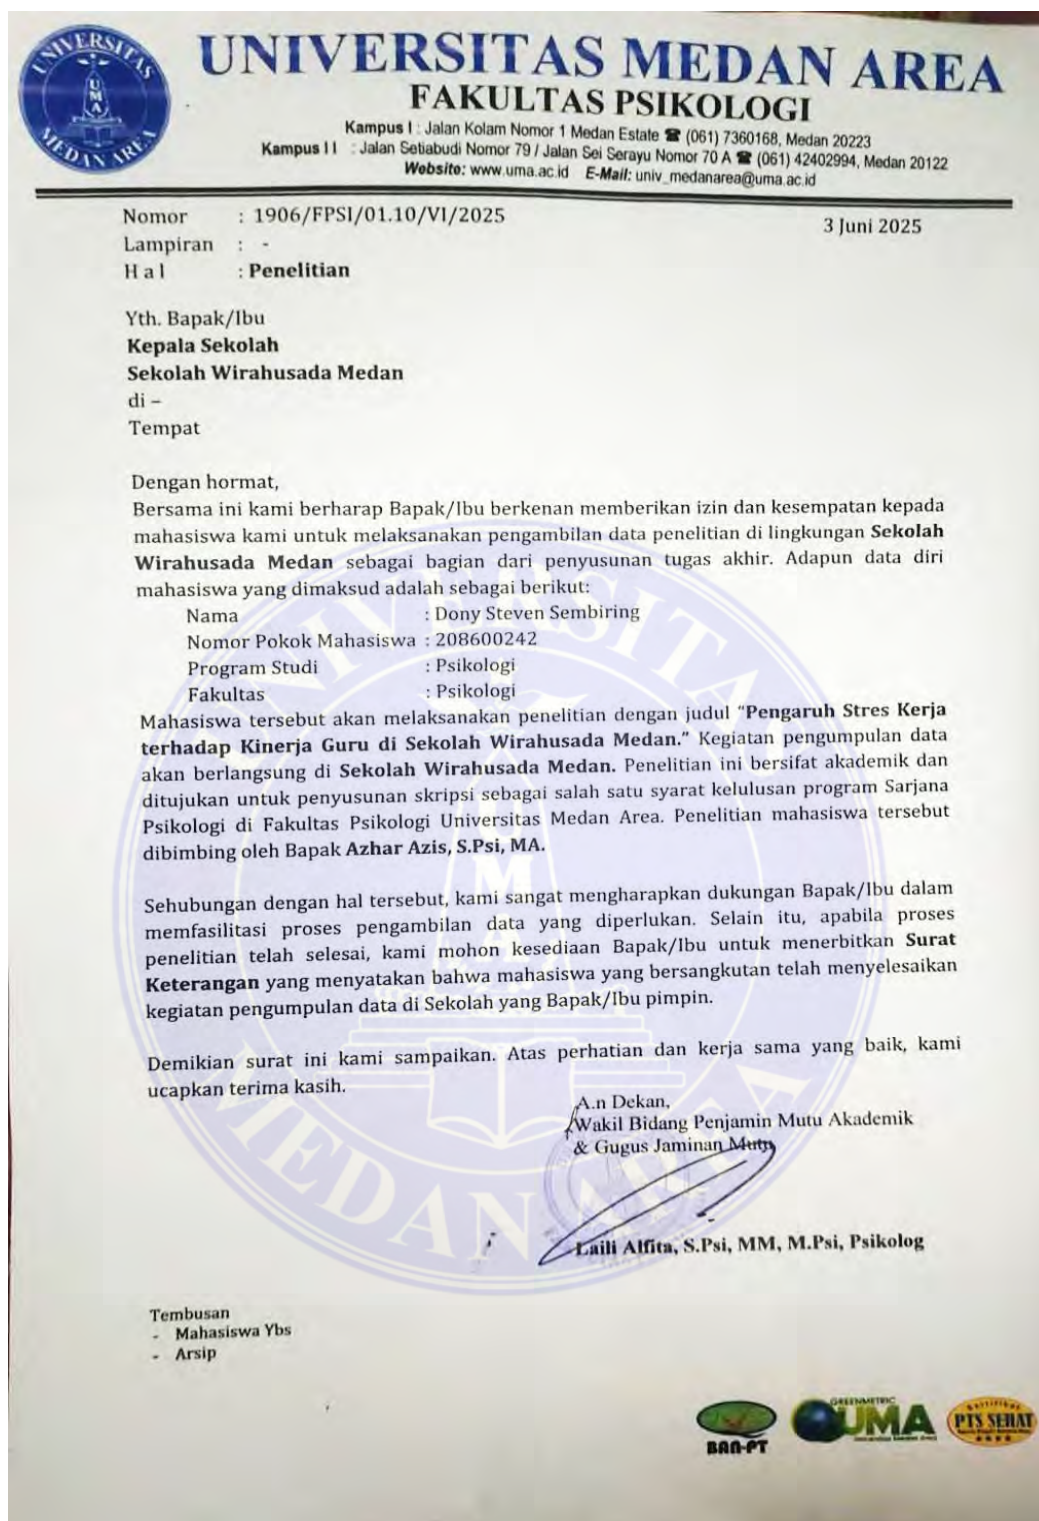 UNIVERSITAS MEDAN AREA
UNIVERSITAS MEDAN AREA
UMA
FAKULTAS PSIKOLOGI
Kampus I : Jalan Kolam Nomor 1 Medan Estate ☎ (061) 7360168, Medan 20223
Kampus II : Jalan Setiabudi Nomor 79 / Jalan Sei Serayu Nomor 70 A ☎ (061) 42402994, Medan 20122
Website: www.uma.ac.id E-Mail: univ_medanarea@uma.ac.id
Nomor : 1906/FPSI/01.10/VI/2025
3 Juni 2025
Lampiran : -
H a l : Penelitian
Yth. Bapak/Ibu
Kepala Sekolah
Sekolah Wirahusada Medan
di –
Tempat
Dengan hormat,
Bersama ini kami berharap Bapak/Ibu berkenan memberikan izin dan kesempatan kepada
mahasiswa kami untuk melaksanakan pengambilan data penelitian di lingkungan Sekolah
Wirahusada Medan sebagai bagian dari penyusunan tugas akhir. Adapun data diri
mahasiswa yang dimaksud adalah sebagai berikut:
Nama : Dony Steven Sembiring
Nomor Pokok Mahasiswa : 208600242
Program Studi : Psikologi
Fakultas : Psikologi
Mahasiswa tersebut akan melaksanakan penelitian dengan judul "Pengaruh Stres Kerja
terhadap Kinerja Guru di Sekolah Wirahusada Medan." Kegiatan pengumpulan data
akan berlangsung di Sekolah Wirahusada Medan. Penelitian ini bersifat akademik dan
ditujukan untuk penyusunan skripsi sebagai salah satu syarat kelulusan program Sarjana
Psikologi di Fakultas Psikologi Universitas Medan Area. Penelitian mahasiswa tersebut
dibimbing oleh Bapak Azhar Azis, S.Psi, MA.
Sehubungan dengan hal tersebut, kami sangat mengharapkan dukungan Bapak/Ibu dalam
memfasilitasi proses pengambilan data yang diperlukan. Selain itu, apabila proses
penelitian telah selesai, kami mohon kesediaan Bapak/Ibu untuk menerbitkan Surat
Keterangan yang menyatakan bahwa mahasiswa yang bersangkutan telah menyelesaikan
kegiatan pengumpulan data di Sekolah yang Bapak/Ibu pimpin.
Demikian surat ini kami sampaikan. Atas perhatian dan kerja sama yang baik, kami
ucapkan terima kasih.
A.n Dekan,
Wakil Bidang Penjamin Mutu Akademik
& Gugus Jaminan Mutu
Laili Alfita, S.Psi, MM, M.Psi, Psikolog
Tembusan
- Mahasiswa Ybs
- Arsip
UNIVERSITAS MEDAN AREA
UMA
BAN-PT
GREENMETRIC
UMA
PTS SEHAT